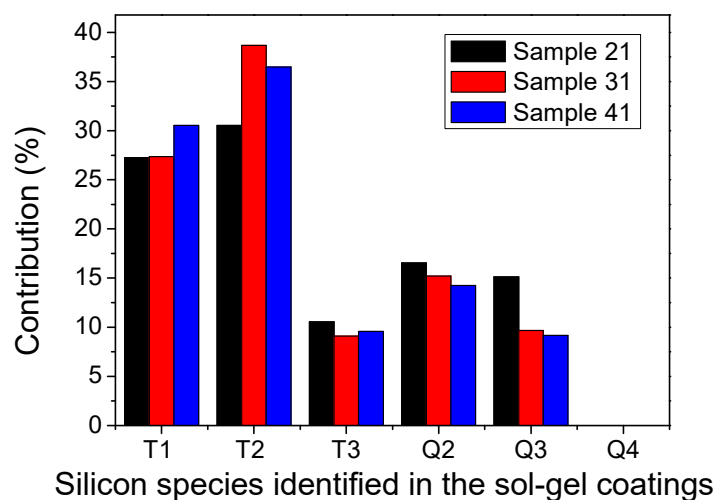 Contribution (%)
40
35
30
25
20
15
10
5
0
Sample 21
Sample 31
Sample 41
T1 T2 T3 Q2 Q3 Q4
Silicon species identified in the sol-gel coatings